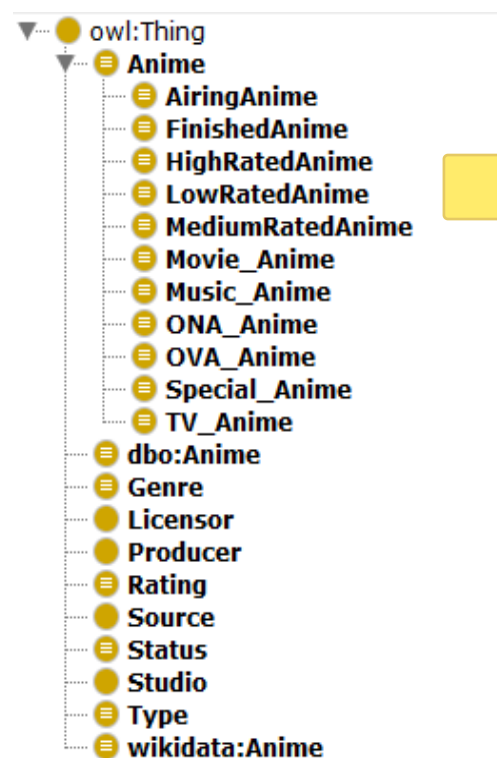 owl:Thing
Anime
AiringAnime
FinishedAnime
HighRatedAnime
LowRatedAnime
MediumRatedAnime
Movie_Anime
Music_Anime
ONA_Anime
OVA_Anime
Special_Anime
TV_Anime
dbo:Anime
Genre
Licensor
Producer
Rating
Source
Status
Studio
Type
wikidata:Anime